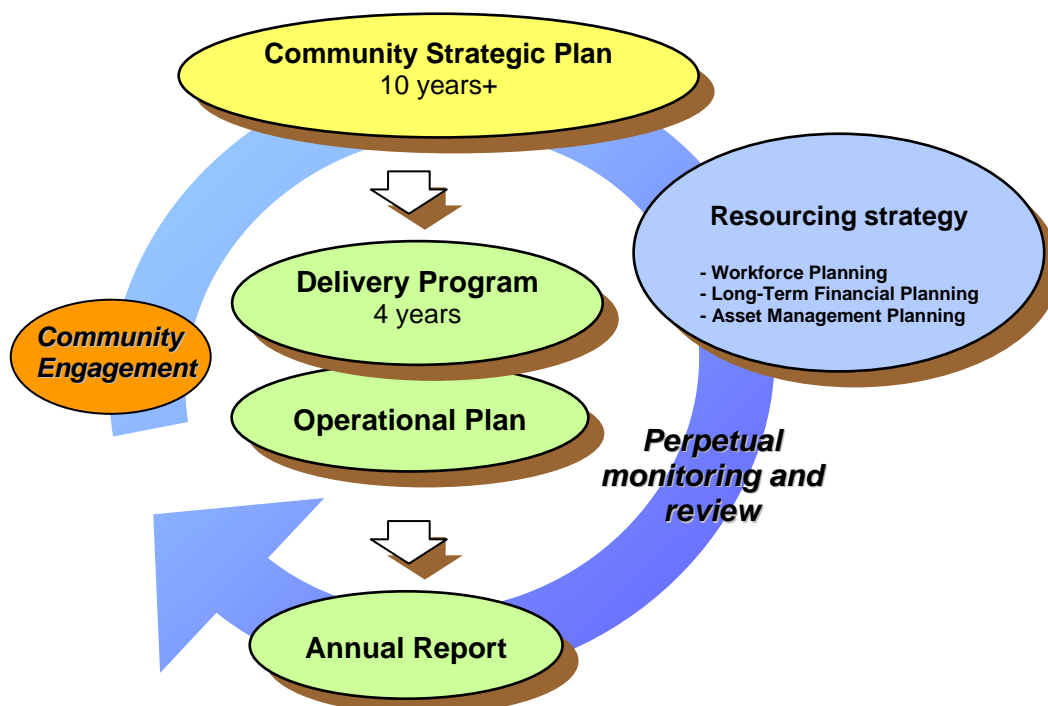 Community Strategic Plan
10 years+
Resourcing strategy
- Workforce Planning
- Long-Term Financial Planning
- Asset Management Planning
Delivery Program
4 years
Community
Engagement
Operational Plan
Perpetual
monitoring and
review
Annual Report